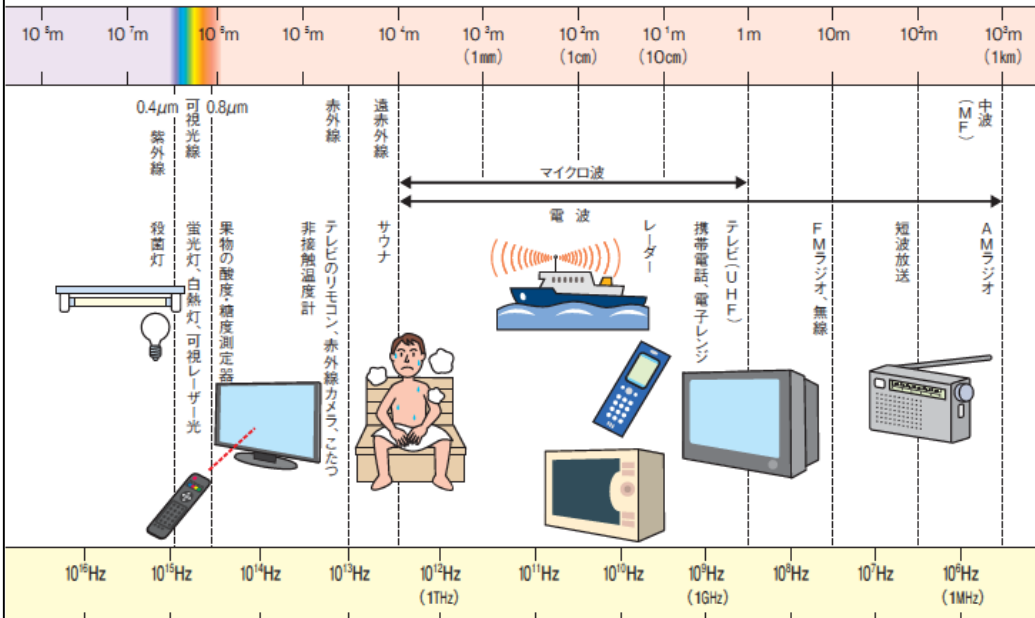 10 ⁸m 10 ⁷m 10 ⁶m 10 ⁵m 10 ⁴m 10 ³m 10 ²m 10 ¹m 1m 10m 10²m 10³m
(1mm) (1cm) (10cm) (1km)
0.4μm
可視光線
0.8μm
紫外線
赤外線
遠赤外線
中波
(MF)
マイクロ波
電波
殺菌灯
蛍光灯、白熱灯、可視レーザー光
果物の酸度・糖度測定器
非接触温度計
テレビのリモコン、赤外線カメラ、こたつ
サウナ
レーダー
携帯電話、電子レンジ
テレビ(UHF)
FMラジオ、無線
短波放送
AMラジオ
10¹⁶Hz 10¹⁵Hz 10¹⁴Hz 10¹³Hz 10¹²Hz 10¹¹Hz 10¹⁰Hz 10⁹Hz 10⁸Hz 10⁷Hz 10⁶Hz
(1THz) (1GHz) (1MHz)